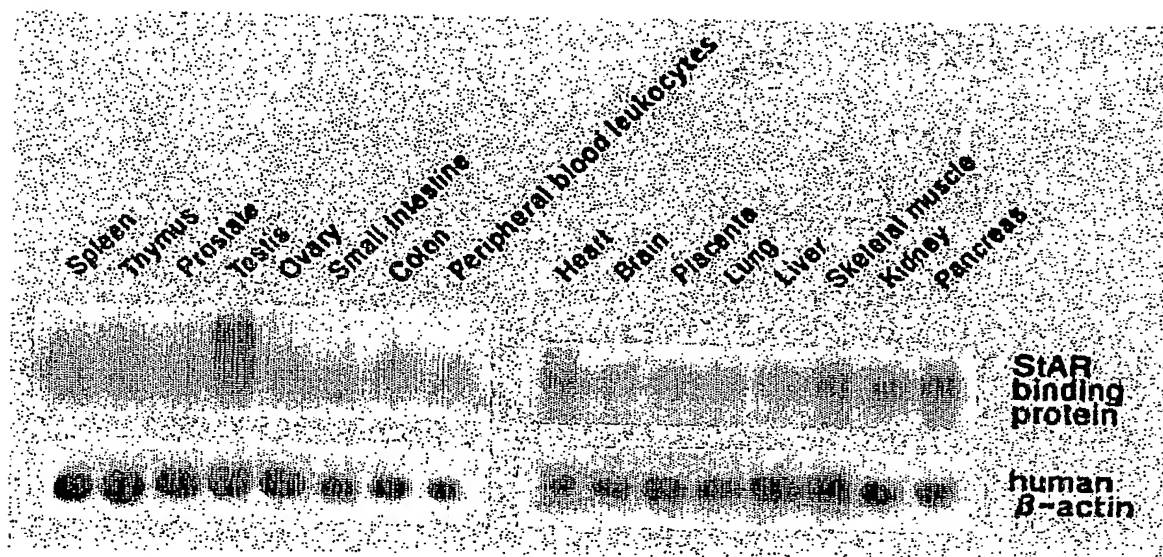 Spleen
Thymus
Prostate
Testis
Ovary
Small intestine
Colon
Peripheral blood leukocytes
Heart
Brain
Placenta
Lung
Liver
Skeletal muscle
Kidney
Pancreas
StAR
binding
protein
human
β-actin